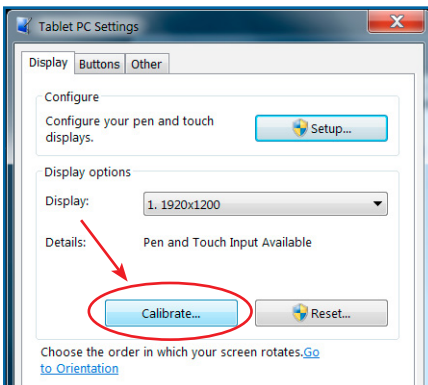 Tablet PC Settings
Display Buttons Other
Configure
Configure your pen and touch
displays.
Setup...
Display options
Display: 1. 1920x1200
Details: Pen and Touch Input Available
Calibrate... Reset...
Choose the order in which your screen rotates.Go
to Orientation